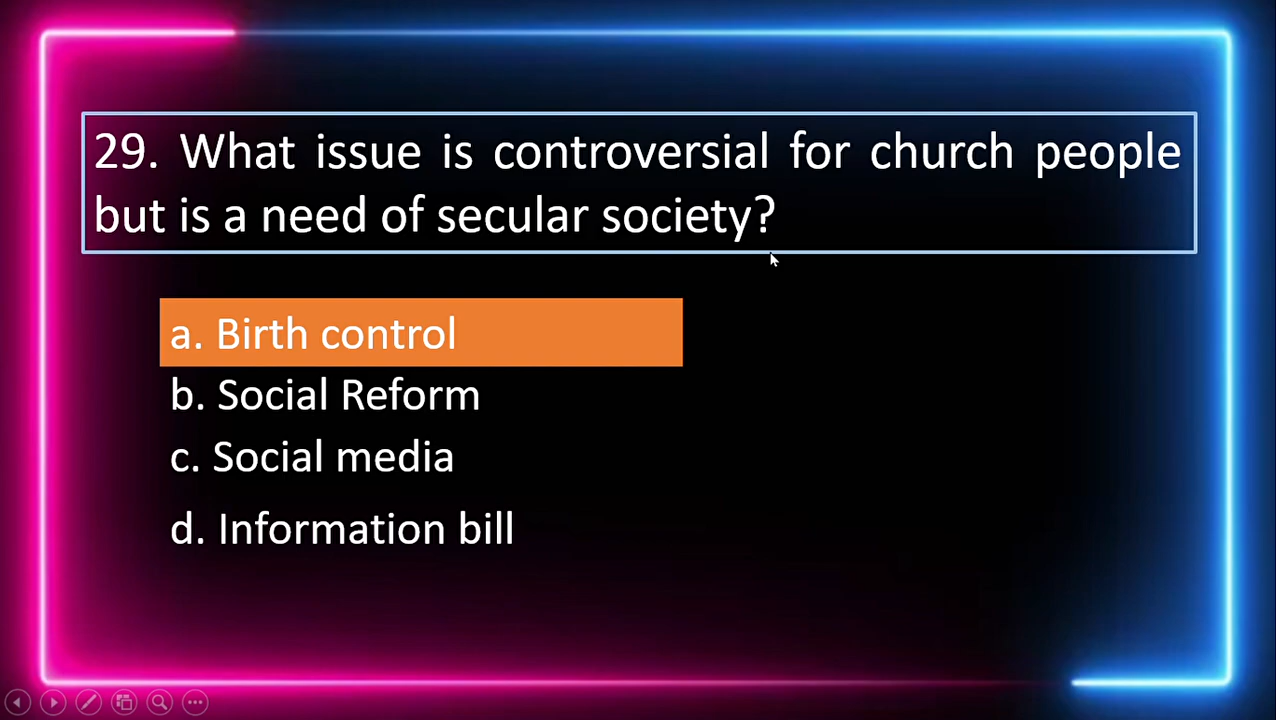 29. What issue is controversial for church people
but is a need of secular society?
a. Birth control
b. Social Reform
c. Social media
d. Information bill